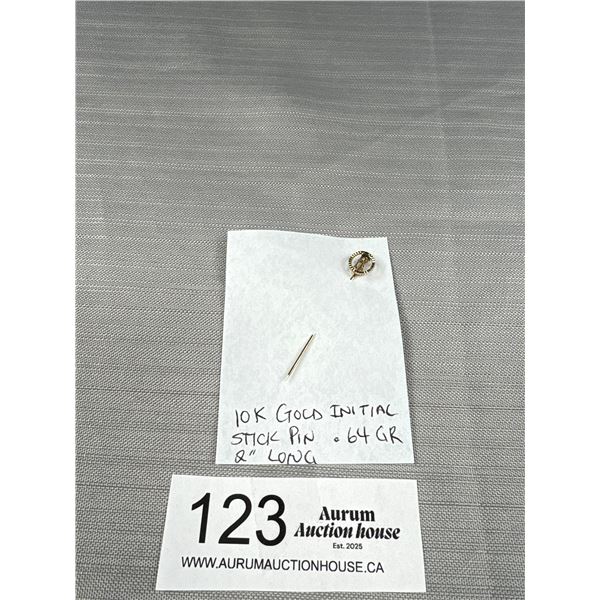 10K GOLD INITIAL
STICK PIN .64 GR
2" LONG
123 Aurum
Auction house
Est. 2025
WWW.AURUMAUCTIONHOUSE.CA